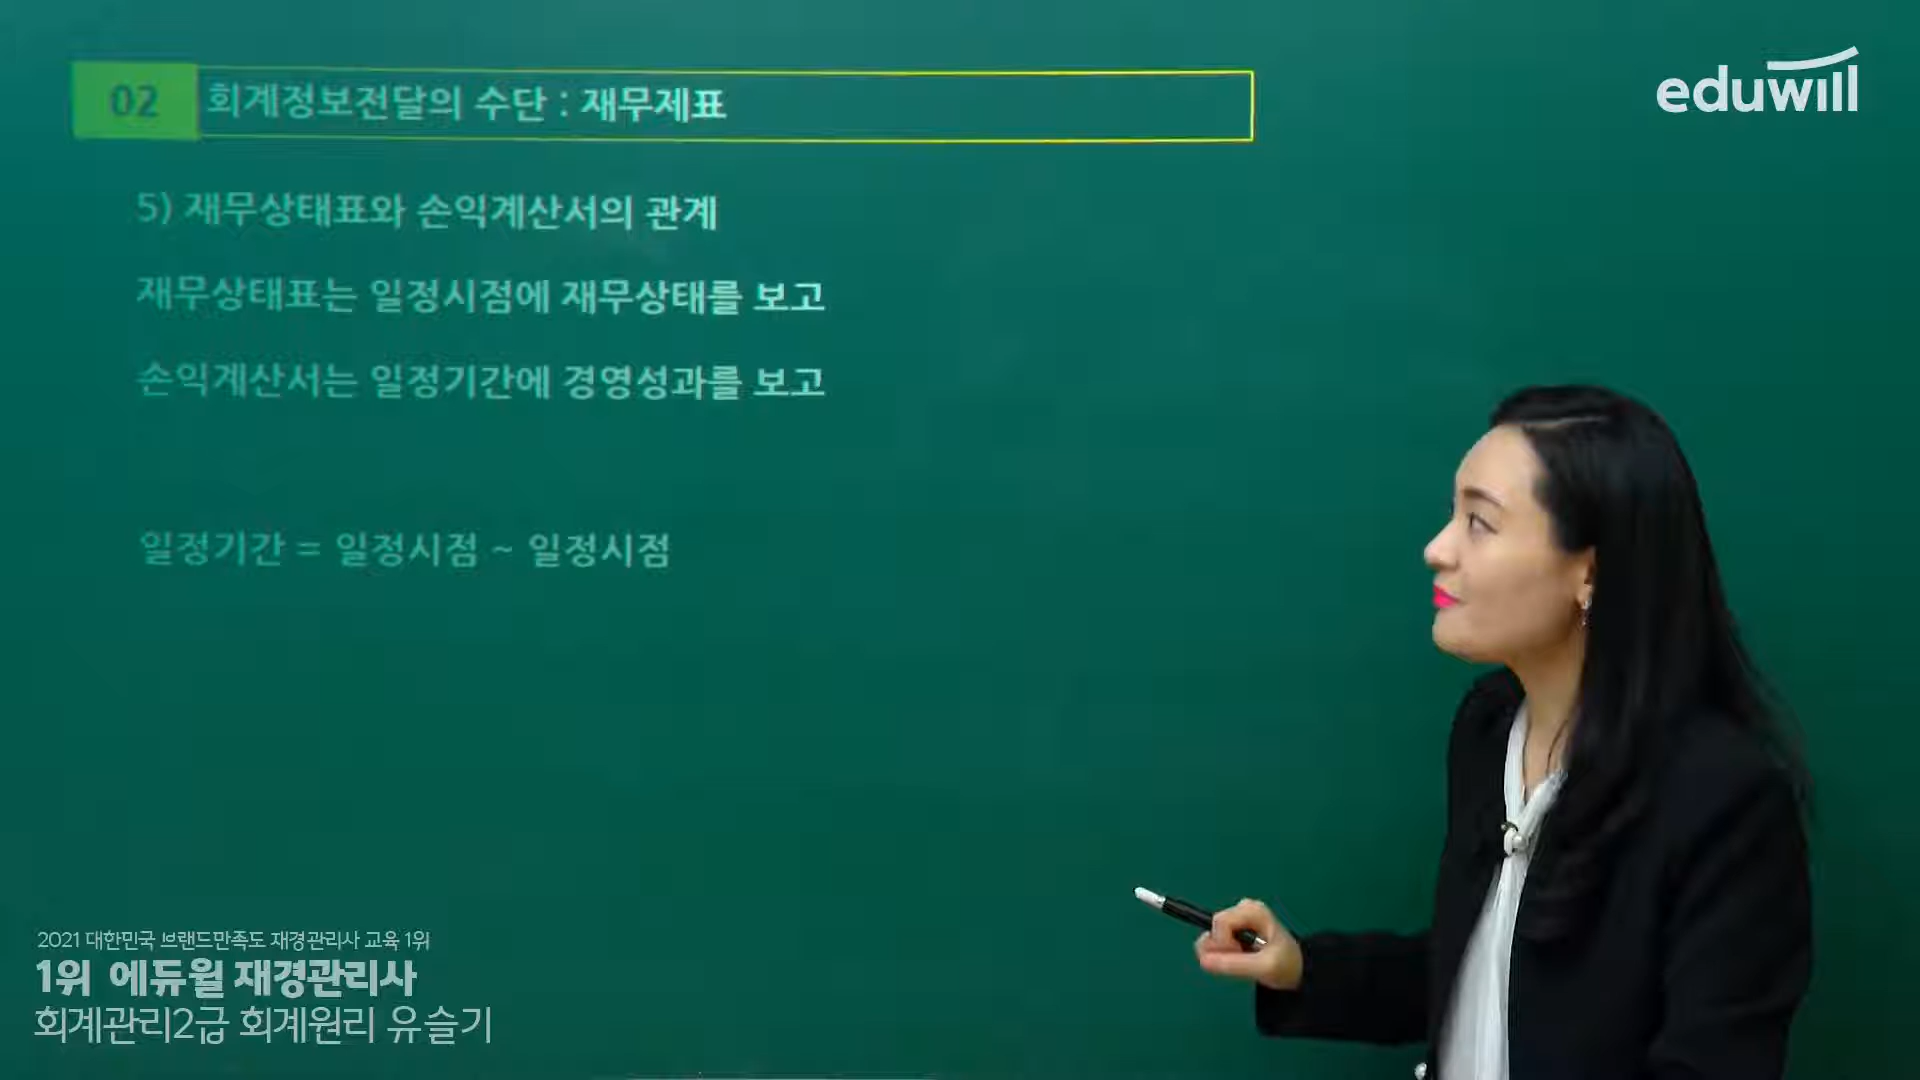 02 회계정보전달의 수단 : 재무제표
eduwill
5) 재무상태표와 손익계산서의 관계
재무상태표는 일정시점에 재무상태를 보고
손익계산서는 일정기간에 경영성과를 보고
일정기간 = 일정시점 ~ 일정시점
2021 대한민국 브랜드만족도 재경관리사 교육 1위
1위 에듀윌 재경관리사
회계관리2급 회계원리 유슬기